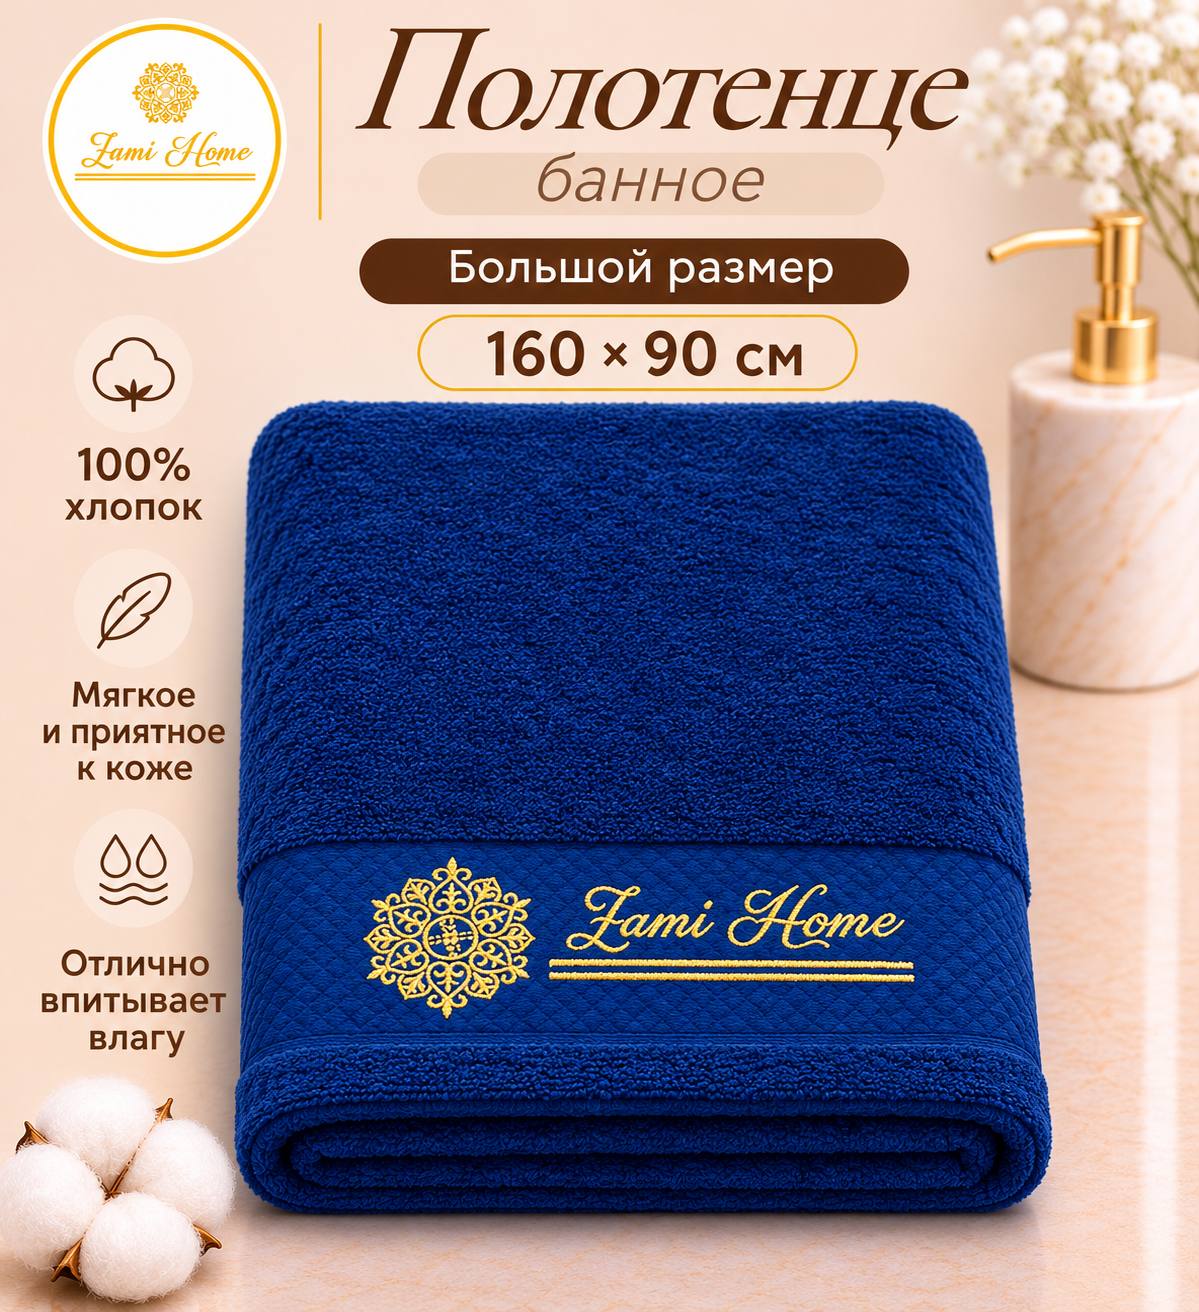 Zami Home
Полотенце
банное
Большой размер
160 × 90 см
100%
хлопок
Мягкое
и приятное
к коже
Отлично
впитывает
влагу
Zami Home